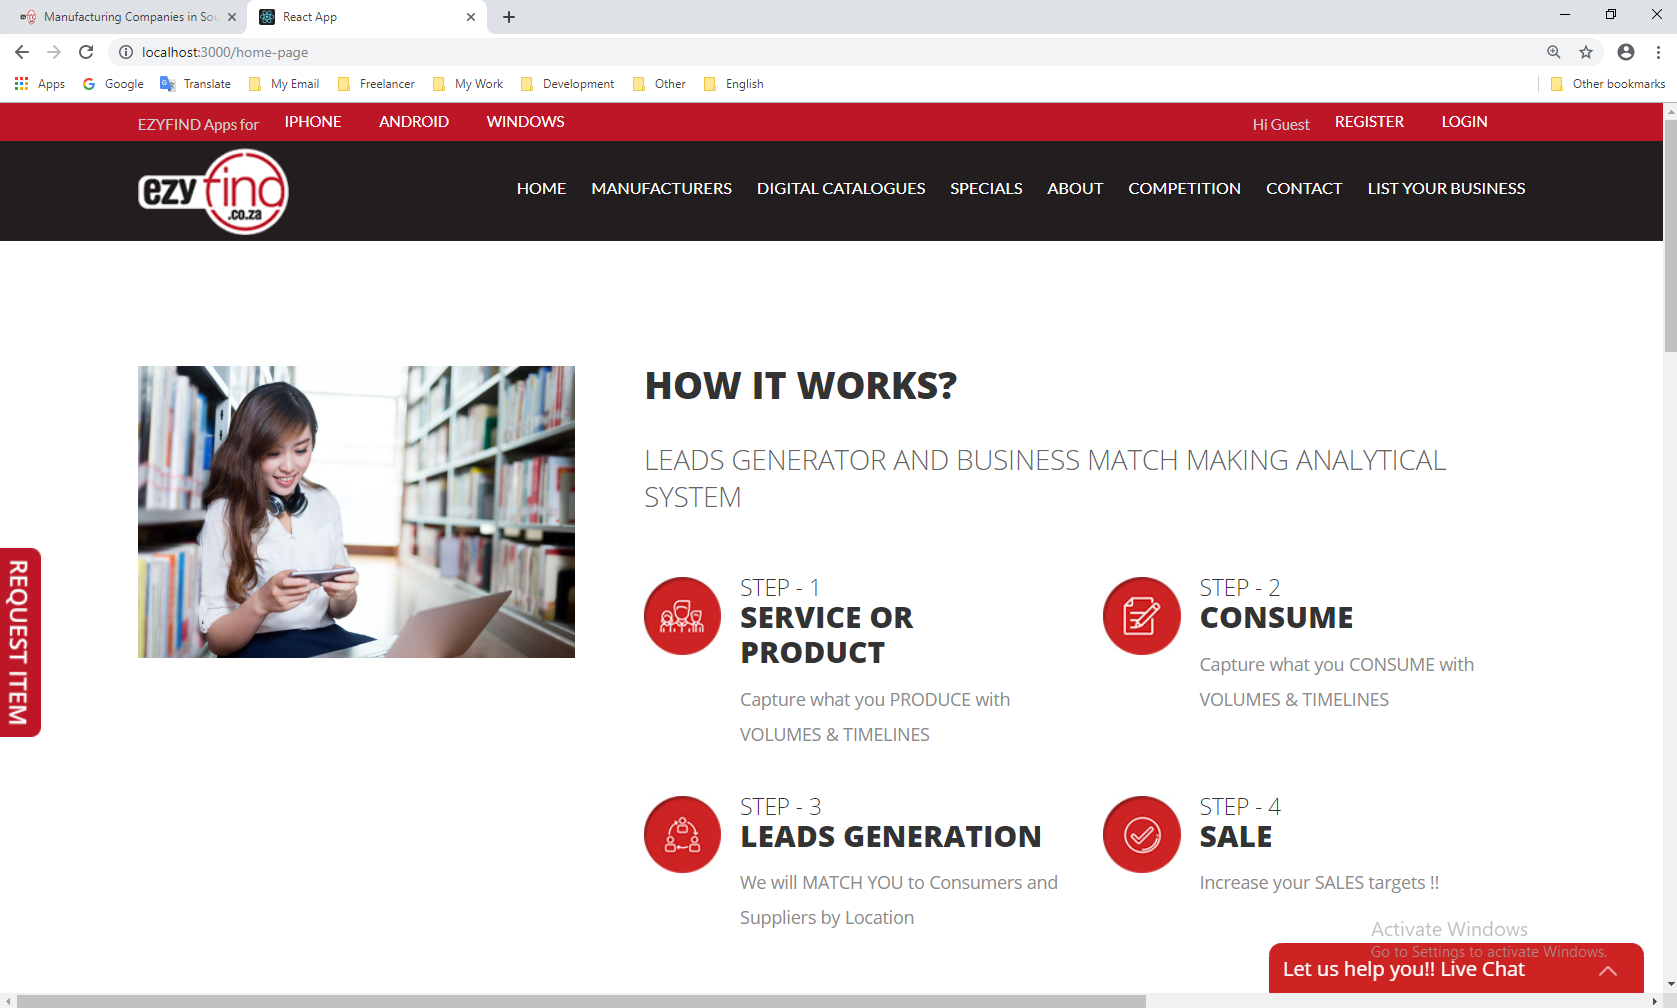 Manufacturing Companies in Sou
React App
localhost:3000/home-page
Apps
Google
Translate
My Email
Freelancer
My Work
Development
Other
English
Other bookmarks
EZYFIND Apps for
IPHONE
ANDROID
WINDOWS
Hi Guest
REGISTER
LOGIN
ezyfind
.co.za
HOME
MANUFACTURERS
DIGITAL CATALOGUES
SPECIALS
ABOUT
COMPETITION
CONTACT
LIST YOUR BUSINESS
HOW IT WORKS?
LEADS GENERATOR AND BUSINESS MATCH MAKING ANALYTICAL
SYSTEM
REQUEST ITEM
STEP - 1
SERVICE OR
PRODUCT
Capture what you PRODUCE with
VOLUMES & TIMELINES
STEP - 2
CONSUME
Capture what you CONSUME with
VOLUMES & TIMELINES
STEP - 3
LEADS GENERATION
We will MATCH YOU to Consumers and
Suppliers by Location
STEP - 4
SALE
Increase your SALES targets !!
Activate Windows
Go to Settings to activate Windows.
Let us help you!! Live Chat